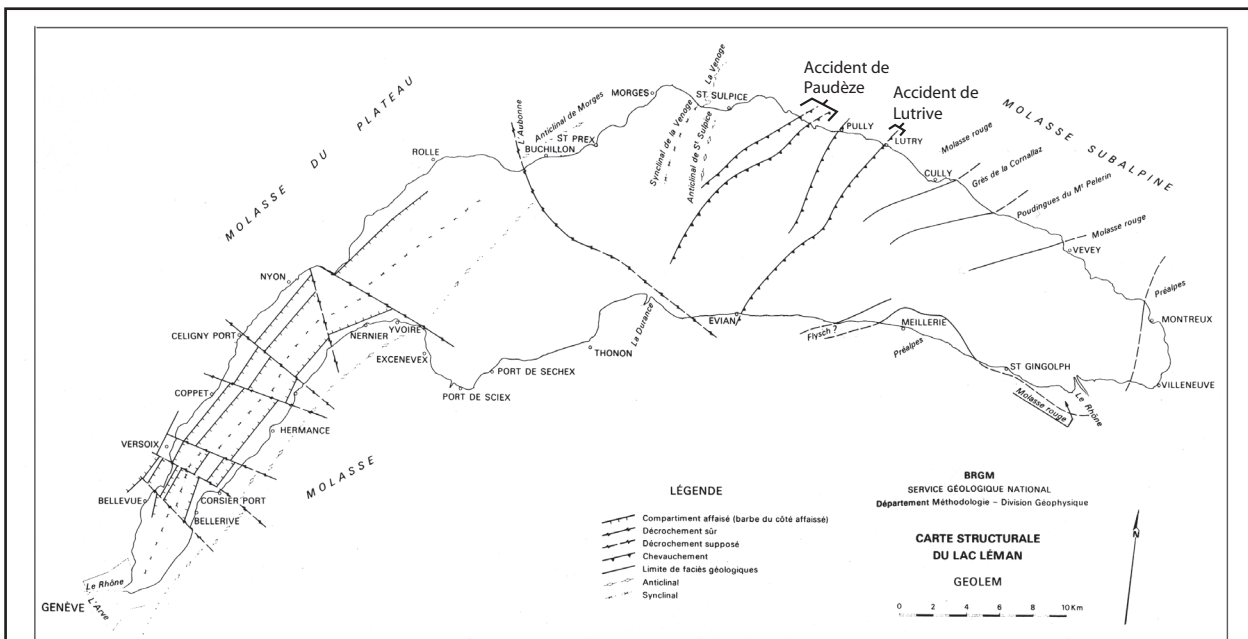 Accident de
Paudèze
Accident de
Lutrive
MOLASSE DU PLATEAU
MOLASSE SUBALPINE
MOLASSE
L'Aubonne
Anticlinal de Morges
MORGES
ST PREX
BUCHILLON
ROLLE
La Venoge
ST SULPICE
Synclinal de la Venoge
Anticlinal de St Sulpice
PULLY
LUTRY
CULLY
Molasse rouge
Grès de la Cornallaz
Poudingues du Mt Pelerin
Molasse rouge
VEVEY
Préalpes
MONTREUX
VILLENEUVE
NYON
CELIGNY PORT
COPPET
VERSOIX
BELLEVUE
NERNIER
YVOIRE
EXCENEVEX
PORT DE SECHEX
PORT DE SCIEX
THONON
La Durance
EVIAN
Flysch ?
MEILLERIE
Préalpes
ST GINGOLPH
Le Rhône
Molasse rouge
HERMANCE
CORSIER PORT
BELLERIVE
Le Rhône
L'Arve
GENÈVE
LÉGENDE
Compartiment affaisé (barbe du côté affaissé)
Décrochement sûr
Décrochement supposé
Chevauchement
Limite de faciès géologiques
Anticlinal
Synclinal
BRGM
SERVICE GÉOLOGIQUE NATIONAL
Département Méthodologie – Division Géophysique
CARTE STRUCTURALE
DU LAC LÉMAN
GEOLEM
0 2 4 6 8 10 Km
N